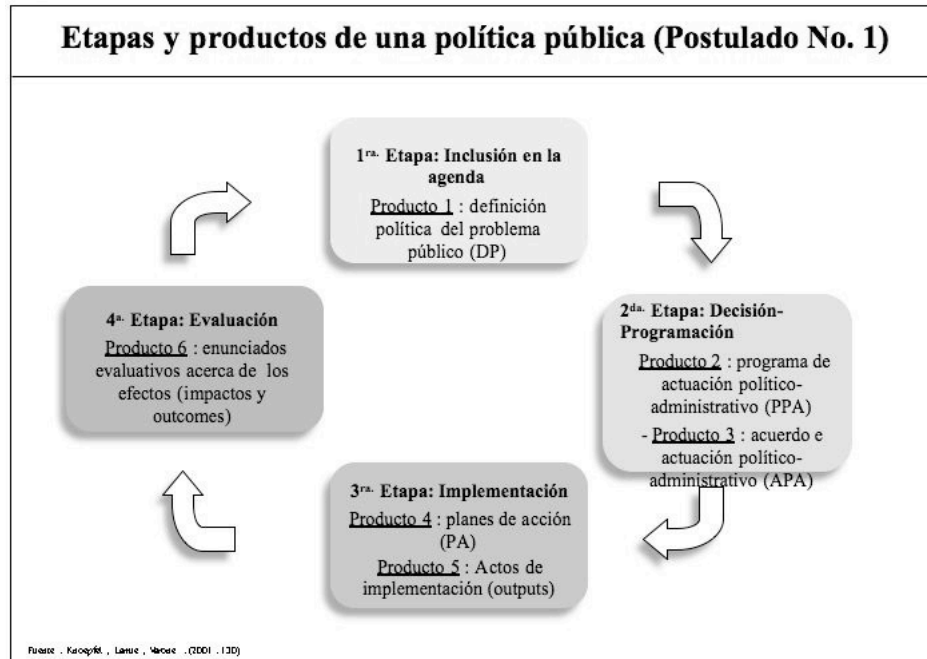 Etapas y productos de una política pública (Postulado No. 1)
1ra. Etapa: Inclusión en la
agenda
Producto 1 : definición
política del problema
público (DP)
2da. Etapa: Decisión-
Programación
Producto 2 : programa de
actuación político-
administrativo (PPA)
- Producto 3 : acuerdo e
actuación político-
administrativo (APA)
3ra. Etapa: Implementación
Producto 4 : planes de acción
(PA)
Producto 5 : Actos de
implementación (outputs)
4a. Etapa: Evaluación
Producto 6 : enunciados
evaluativos acerca de los
efectos (impactos y
outcomes)